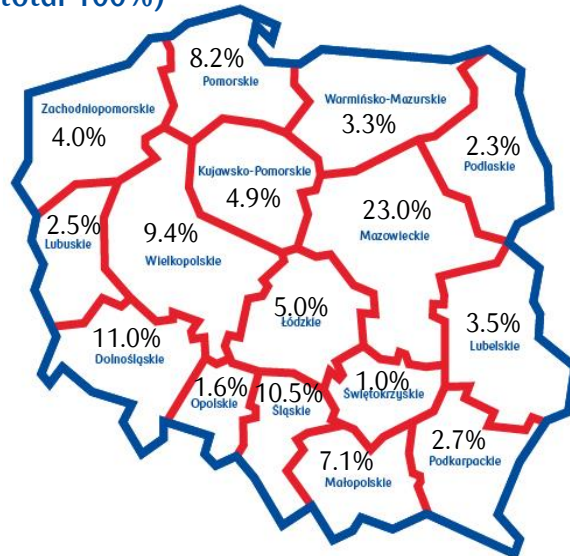 total 100%)
8.2%
Pomorskie
Zachodniopomorskie
4.0%
Warmińsko-Mazurskie
3.3%
2.3%
Podlaskie
Kujawsko-Pomorskie
4.9%
23.0%
Mazowieckie
2.5%
Lubuskie
9.4%
Wielkopolskie
5.0%
Łódzkie
3.5%
Lubelskie
11.0%
Dolnośląskie
1.6%
Opolskie
10.5%
Śląskie
1.0%
Świętokrzyskie
7.1%
Małopolskie
2.7%
Podkarpackie